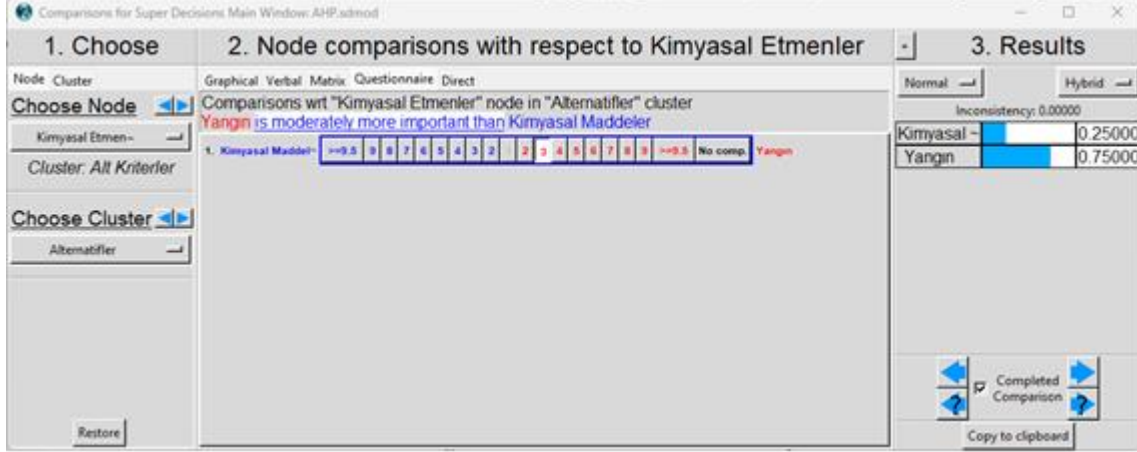 Comparisons for Super Decisions Main Window: AHP.sdmod
1. Choose
Node Cluster
Choose Node
Kimyasal Etmen~
Cluster: Alt Kriterler
Choose Cluster
Alternatifler
Restore
2. Node comparisons with respect to Kimyasal Etmenler
Graphical Verbal Matrix Questionnaire Direct
Comparisons wrt "Kimyasal Etmenler" node in "Alternatifler" cluster
Yangın is moderately more important than Kimyasal Maddeler
1. Kimyasal Maddel~ >=9.5 9 8 7 6 5 4 3 2 2 3 4 5 6 7 8 9 >=9.5 No comp. Yangın
- 3. Results
Normal Hybrid
Inconsistency: 0.00000
Kimyasal ~ 0.25000
Yangın 0.75000
Completed
Comparison
? ?
Copy to clipboard